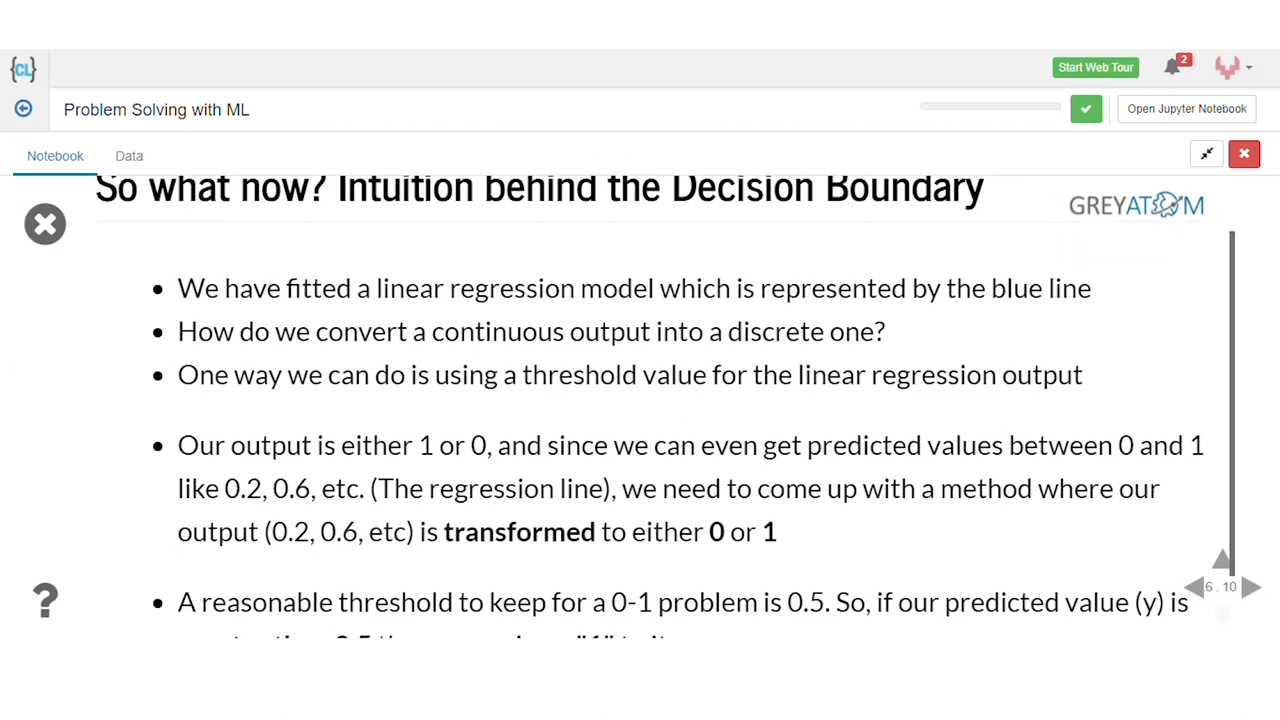 {CL}
Start Web Tour
2
Problem Solving with ML
Open Jupyter Notebook
Notebook
Data
So what now? Intuition behind the Decision Boundary
GREYATOM
• We have fitted a linear regression model which is represented by the blue line
• How do we convert a continuous output into a discrete one?
• One way we can do is using a threshold value for the linear regression output
• Our output is either 1 or 0, and since we can even get predicted values between 0 and 1
like 0.2, 0.6, etc. (The regression line), we need to come up with a method where our
output (0.2, 0.6, etc) is transformed to either 0 or 1
?
6 . 10
• A reasonable threshold to keep for a 0-1 problem is 0.5. So, if our predicted value (y) is